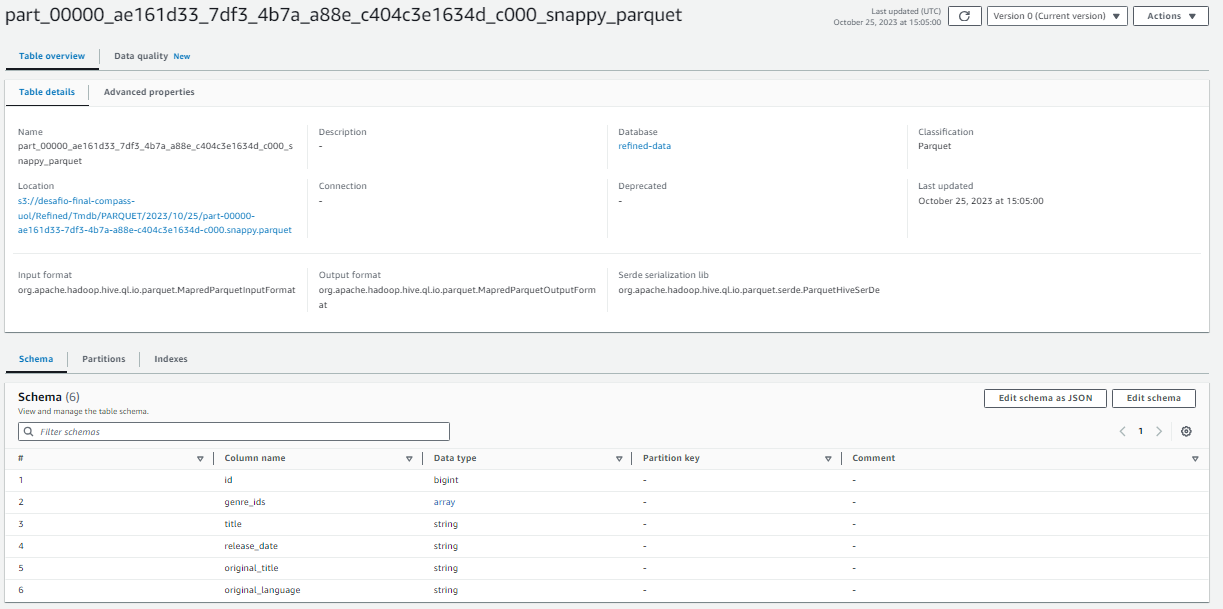 part_00000_ae161d33_7df3_4b7a_a88e_c404c3e1634d_c000_snappy_parquet
Last updated (UTC)
October 25, 2023 at 15:05:00
Version 0 (Current version)
Actions
Table overview
Data quality New
Table details
Advanced properties
Name
part_00000_ae161d33_7df3_4b7a_a88e_c404c3e1634d_c000_s
nappy_parquet
Description
-
Database
refined-data
Classification
Parquet
Location
s3://desafio-final-compass-
uol/Refined/Tmdb/PARQUET/2023/10/25/part-00000-
ae161d33-7df3-4b7a-a88e-c404c3e1634d-c000.snappy.parquet
Connection
-
Deprecated
-
Last updated
October 25, 2023 at 15:05:00
Input format
org.apache.hadoop.hive.ql.io.parquet.MapredParquetInputFormat
Output format
org.apache.hadoop.hive.ql.io.parquet.MapredParquetOutputForm
at
Serde serialization lib
org.apache.hadoop.hive.ql.io.parquet.serde.ParquetHiveSerDe
Schema
Partitions
Indexes
Schema (6)
View and manage the table schema.
Edit schema as JSON
Edit schema
Filter schemas
1
# Column name Data type Partition key Comment
1 id bigint - -
2 genre_ids array - -
3 title string - -
4 release_date string - -
5 original_title string - -
6 original_language string - -